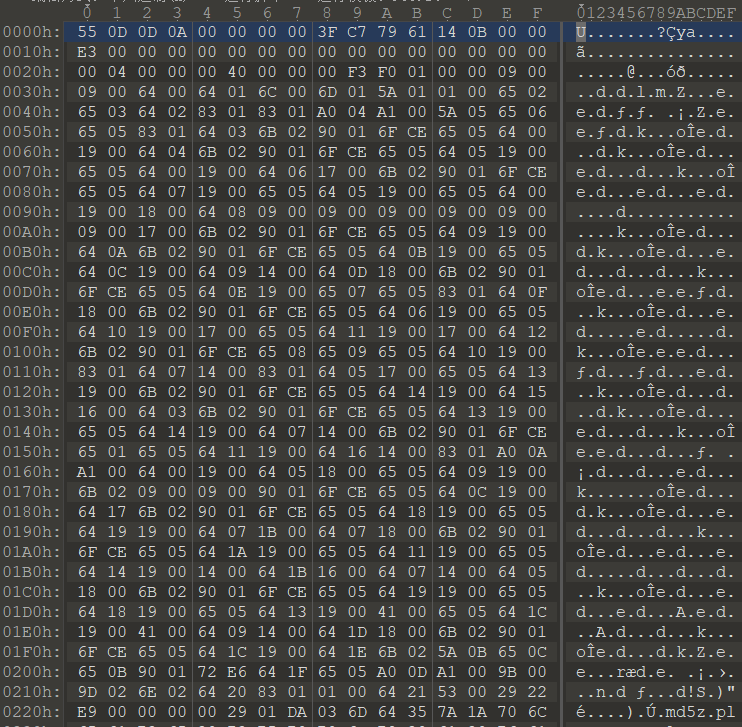 0 1 2 3 4 5 6 7 8 9 A B C D E F 0123456789ABCDEF
0000h: 55 0D 0D 0A 00 00 00 00 3F C7 79 61 14 0B 00 00 U.......?Çya....
0010h: E3 00 00 00 00 00 00 00 00 00 00 00 00 00 00 00 ã...............
0020h: 00 04 00 00 00 40 00 00 00 F3 F0 01 00 00 09 00 .....@...óð.....
0030h: 09 00 64 00 64 01 6C 00 6D 01 5A 01 01 00 65 02 ..d.d.l.m.Z...e.
0040h: 65 03 64 02 83 01 83 01 A0 04 A1 00 5A 05 65 06 e.d.ƒ.ƒ. .¡.Z.e.
0050h: 65 05 83 01 64 03 6B 02 90 01 6F CE 65 05 64 00 e.ƒ.d.k...oÎe.d.
0060h: 19 00 64 04 6B 02 90 01 6F CE 65 05 64 05 19 00 ..d.k...oÎe.d...
0070h: 65 05 64 00 19 00 64 06 17 00 6B 02 90 01 6F CE e.d...d...k...oÎ
0080h: 65 05 64 07 19 00 65 05 64 05 19 00 65 05 64 00 e.d...e.d...e.d.
0090h: 19 00 18 00 64 08 09 00 09 00 09 00 09 00 09 00 ....d...........
00A0h: 09 00 17 00 6B 02 90 01 6F CE 65 05 64 09 19 00 ....k...oÎe.d...
00B0h: 64 0A 6B 02 90 01 6F CE 65 05 64 0B 19 00 65 05 d.k...oÎe.d...e.
00C0h: 64 0C 19 00 64 09 14 00 64 0D 18 00 6B 02 90 01 d...d...d...k...
00D0h: 6F CE 65 05 64 0E 19 00 65 07 65 05 83 01 64 0F oÎe.d...e.e.ƒ.d.
00E0h: 18 00 6B 02 90 01 6F CE 65 05 64 06 19 00 65 05 ..k...oÎe.d...e.
00F0h: 64 10 19 00 17 00 65 05 64 11 19 00 17 00 64 12 d.....e.d.....d.
0100h: 6B 02 90 01 6F CE 65 08 65 09 65 05 64 10 19 00 k...oÎe.e.e.d...
0110h: 83 01 64 07 14 00 83 01 64 05 17 00 65 05 64 13 ƒ.d...ƒ.d...e.d.
0120h: 19 00 6B 02 90 01 6F CE 65 05 64 14 19 00 64 15 ..k...oÎe.d...d.
0130h: 16 00 64 03 6B 02 90 01 6F CE 65 05 64 13 19 00 ..d.k...oÎe.d...
0140h: 65 05 64 14 19 00 64 07 14 00 6B 02 90 01 6F CE e.d...d...k...oÎ
0150h: 65 01 65 05 64 11 19 00 64 16 14 00 83 01 A0 0A e.e.d...d...ƒ. .
0160h: A1 00 64 00 19 00 64 05 18 00 65 05 64 09 19 00 ¡.d...d...e.d...
0170h: 6B 02 09 00 09 00 90 01 6F CE 65 05 64 0C 19 00 k.......oÎe.d...
0180h: 64 17 6B 02 90 01 6F CE 65 05 64 18 19 00 65 05 d.k...oÎe.d...e.
0190h: 64 19 19 00 64 07 1B 00 64 07 18 00 6B 02 90 01 d...d...d...k...
01A0h: 6F CE 65 05 64 1A 19 00 65 05 64 11 19 00 65 05 oÎe.d...e.d...e.
01B0h: 64 14 19 00 14 00 64 1B 16 00 64 07 14 00 64 05 d.....d...d...d.
01C0h: 18 00 6B 02 90 01 6F CE 65 05 64 19 19 00 65 05 ..k...oÎe.d...e.
01D0h: 64 18 19 00 65 05 64 13 19 00 41 00 65 05 64 1C d...e.d...A.e.d.
01E0h: 19 00 41 00 64 09 14 00 64 1D 18 00 6B 02 90 01 ..A.d...d...k...
01F0h: 6F CE 65 05 64 1C 19 00 64 1E 6B 02 5A 0B 65 0C oÎe.d...d.k.Z.e.
0200h: 65 0B 90 01 72 E6 64 1F 65 05 A0 0D A1 00 9B 00 e...ræd.e. .¡.›.
0210h: 9D 02 6E 02 64 20 83 01 01 00 64 21 53 00 29 22 ..n.d ƒ...d!S.)"
0220h: E9 00 00 00 00 29 01 DA 03 6D 64 35 7A 1A 70 6C é....).Ú.md5z.pl